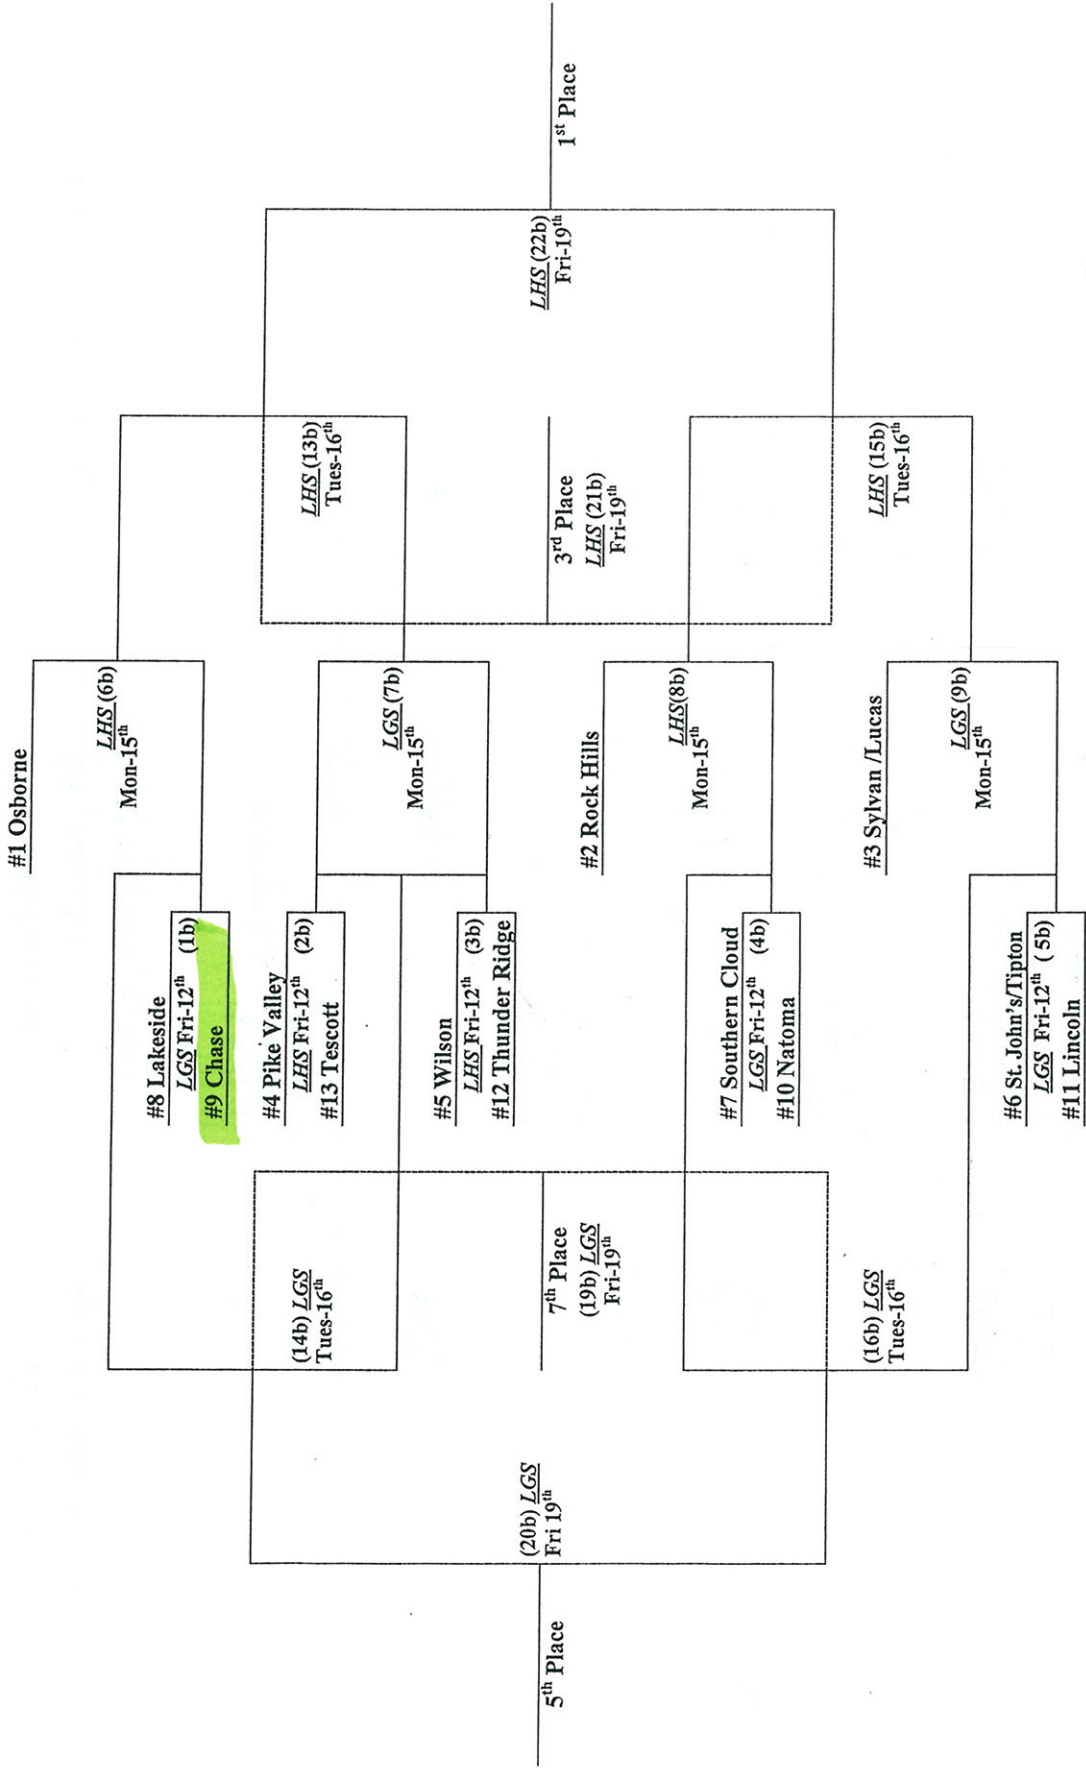 #1 Osborne
LHS (6b)
Mon-15th
#8 Lakeside
LGS Fri-12th (1b)
#9 Chase
#4 Pike Valley
LHS Fri-12th (2b)
#13 Tescott
LGS (7b)
Mon-15th
#5 Wilson
LHS Fri-12th (3b)
#12 Thunder Ridge
#2 Rock Hills
LHS(8b)
Mon-15th
#7 Southern Cloud
LGS Fri-12th (4b)
#10 Natoma
#3 Sylvan /Lucas
LGS (9b)
Mon-15th
#6 St. John's/Tipton
LGS Fri-12th ( 5b)
#11 Lincoln
LHS (13b)
Tues-16th
LHS (15b)
Tues-16th
3rd Place
LHS (21b)
Fri-19th
LHS (22b)
Fri-19th
1st Place
(14b) LGS
Tues-16th
(16b) LGS
Tues-16th
7th Place
(19b) LGS
Fri-19th
(20b) LGS
Fri 19th
5th Place